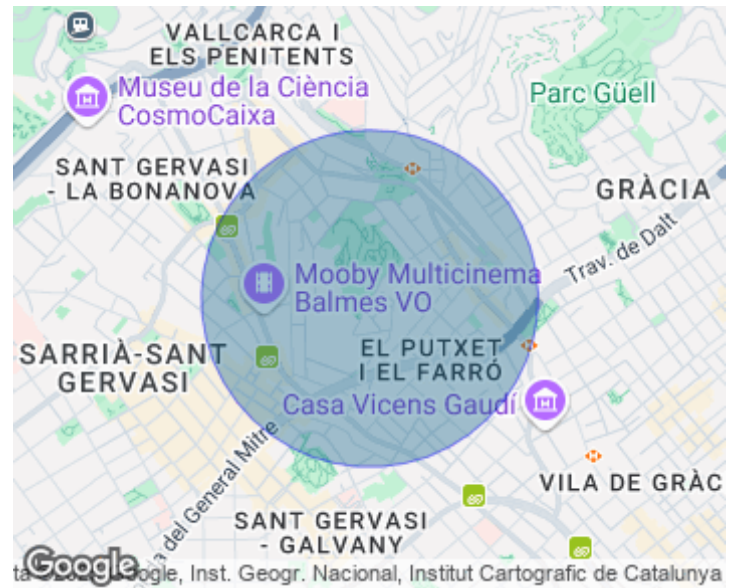 VALLCARCA I
ELS PENITENTS
Museu de la Ciència
CosmoCaixa
Parc Güell
SANT GERVASI
- LA BONANOVA
GRÀCIA
Trav. de Dalt
Mooby Multicinema
Balmes VO
SARRIÀ-SANT
GERVASI
EL PUTXET
I EL FARRÓ
Casa Vicens Gaudí
del General Mitre
VILA DE GRÀC
SANT GERVASI
- GALVANY
Google
Inst. Geogr. Nacional, Institut Cartografic de Catalunya